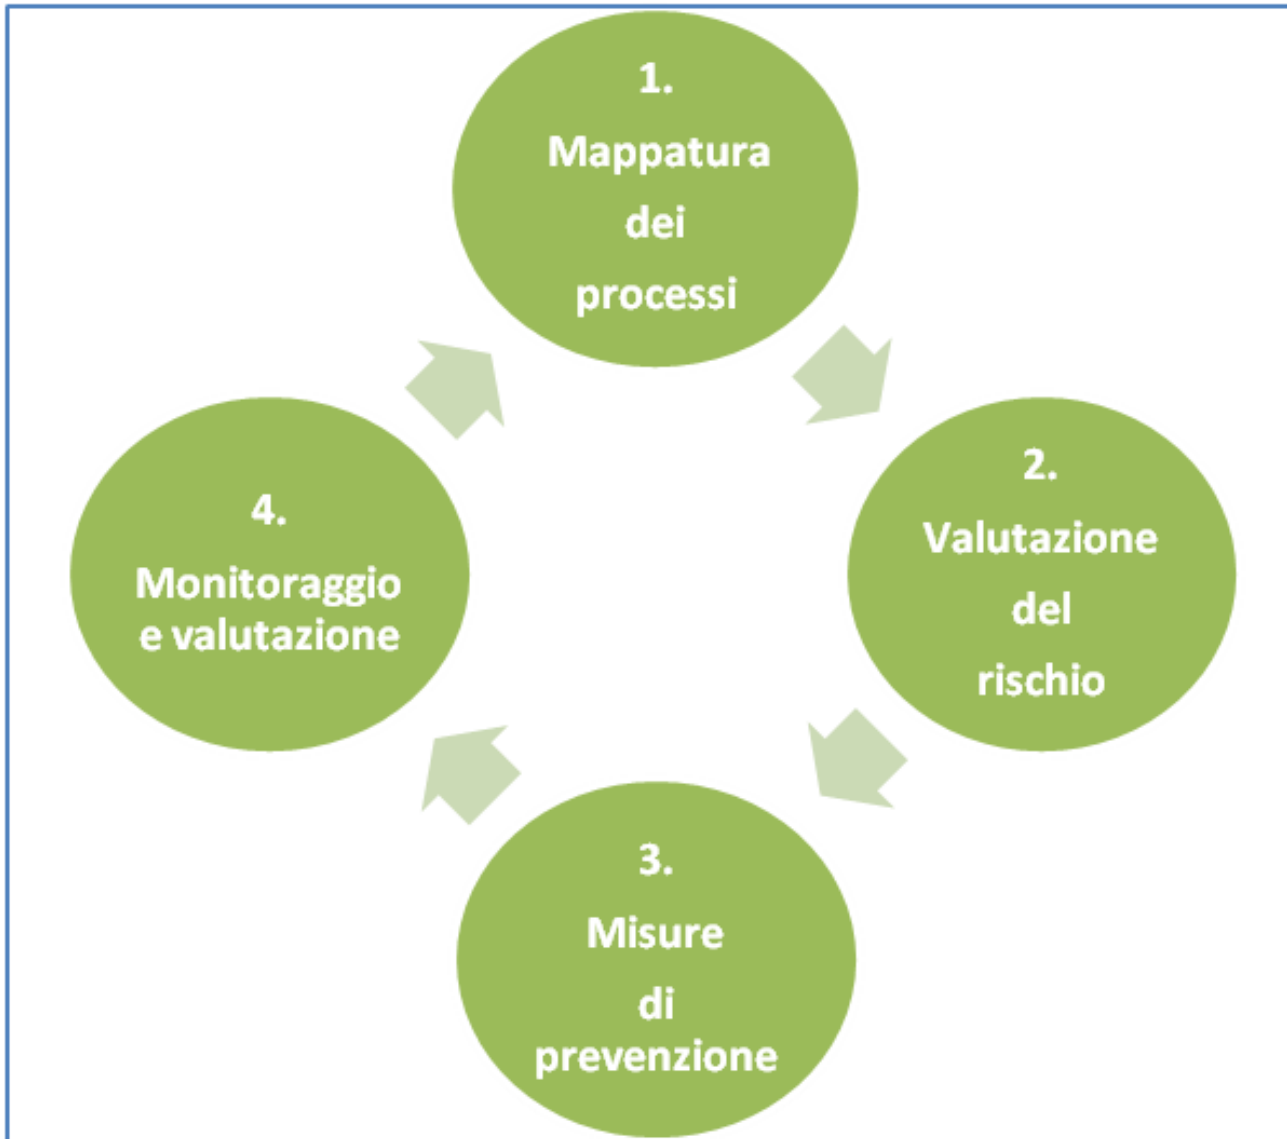 1.
Mappatura
dei
processi
2.
Valutazione
del
rischio
3.
Misure
di
prevenzione
4.
Monitoraggio
e valutazione